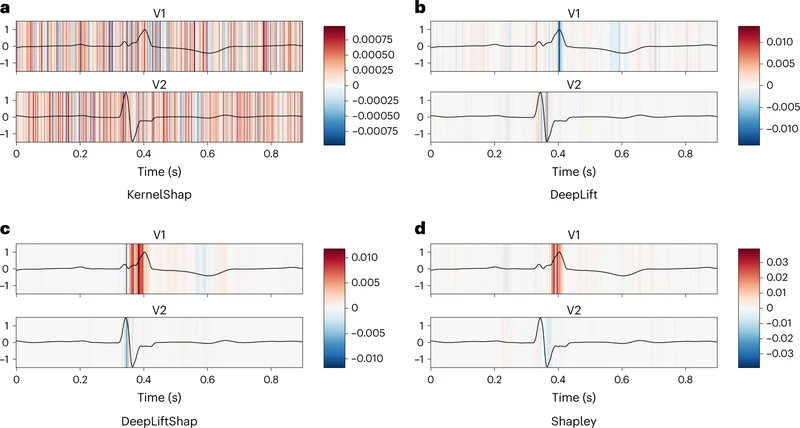 a
V1
1
0
−1
V2
1
0
−1
0 0.2 0.4 0.6 0.8
Time (s)
KernelShap
0.00075
0.00050
0.00025
0
−0.00025
−0.00050
−0.00075
b
V1
1
0
−1
V2
1
0
−1
0 0.2 0.4 0.6 0.8
Time (s)
DeepLift
0.010
0.005
0
−0.005
−0.010
c
V1
1
0
−1
V2
1
0
−1
0 0.2 0.4 0.6 0.8
Time (s)
DeepLiftShap
0.010
0.005
0
−0.005
−0.010
d
V1
1
0
−1
V2
1
0
−1
0 0.2 0.4 0.6 0.8
Time (s)
Shapley
0.03
0.02
0.01
0
−0.01
−0.02
−0.03